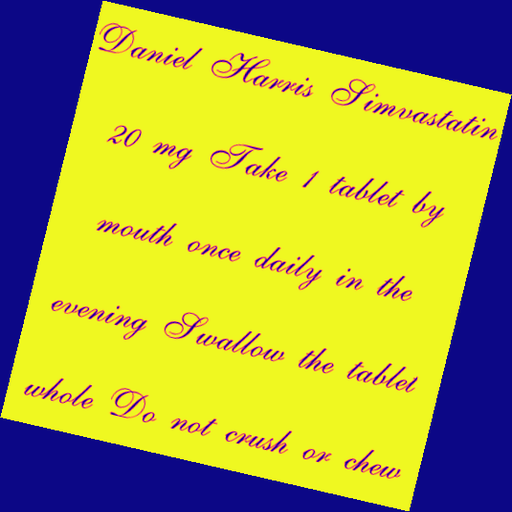 Daniel Harris Simvastatin
20 mg Take 1 tablet by
mouth once daily in the
evening Swallow the tablet
whole Do not crush or chew